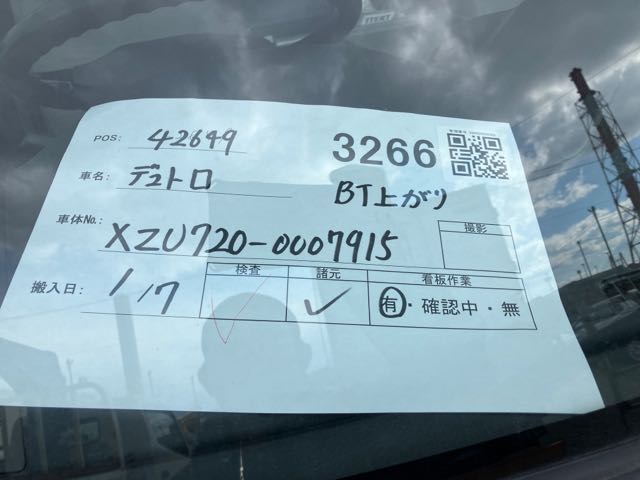 POS: 42699
3266
車名: デュトロ
BT上がり
車体No.: XZU720-0007915
撮影
搬入日: 1/7
検査 諸元 看板作業
✓ ✓ 有・確認中・無